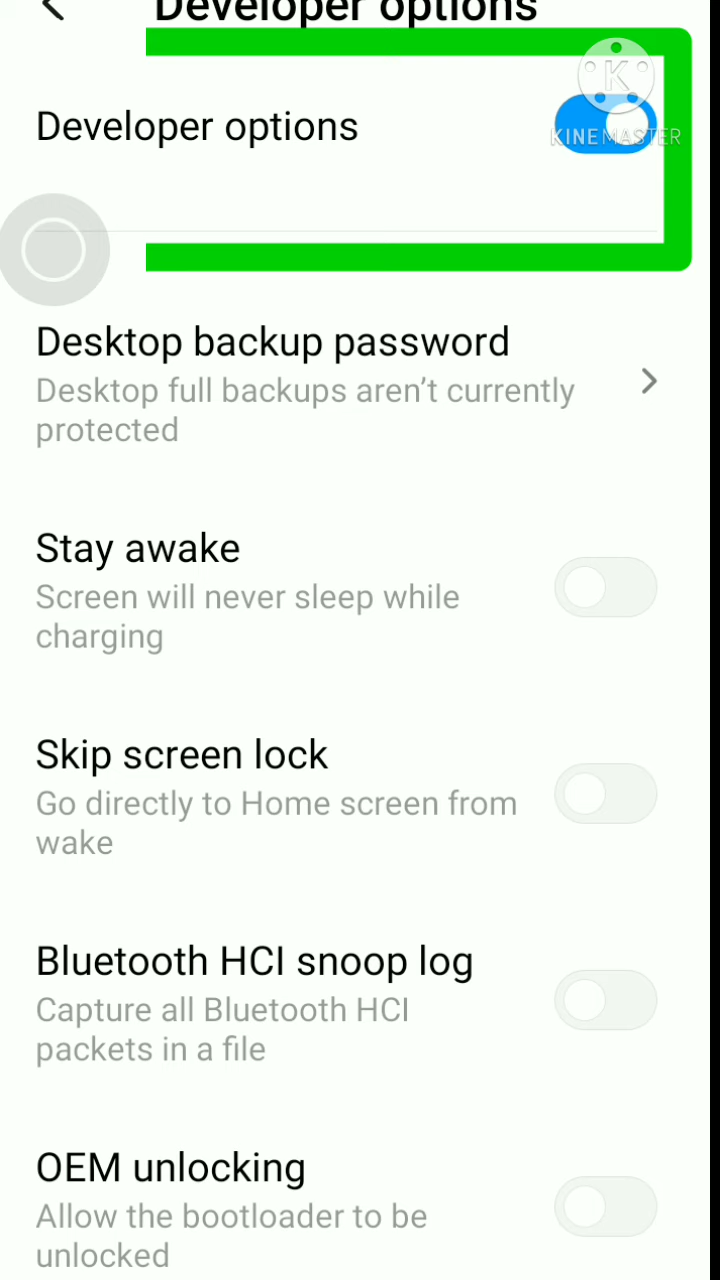 Developer options
Developer options
K
KINEMASTER
Desktop backup password
Desktop full backups aren’t currently
protected
Stay awake
Screen will never sleep while
charging
Skip screen lock
Go directly to Home screen from
wake
Bluetooth HCI snoop log
Capture all Bluetooth HCI
packets in a file
OEM unlocking
Allow the bootloader to be
unlocked